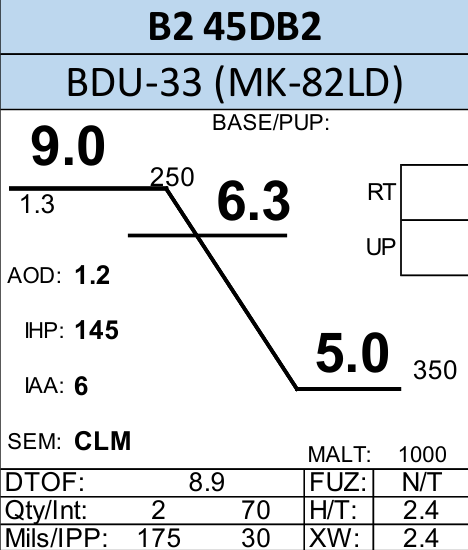 B2 45DB2
BDU-33 (MK-82LD)
BASE/PUP:
9.0
250
1.3
6.3
RT
UP
AOD: 1.2
IHP: 145
5.0
350
IAA: 6
SEM: CLM
MALT: 1000
DTOF: 8.9 FUZ: N/T
Qty/Int: 2 70 H/T: 2.4
Mils/IPP: 175 30 XW: 2.4